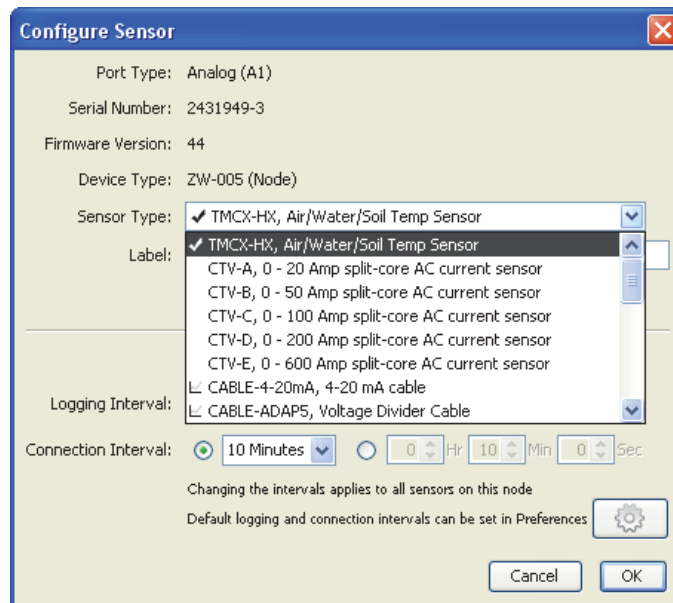 Configure Sensor
Port Type: Analog (A1)
Serial Number: 2431949-3
Firmware Version: 44
Device Type: ZW-005 (Node)
Sensor Type: TMCX-HX, Air/Water/Soil Temp Sensor
TMCX-HX, Air/Water/Soil Temp Sensor
Label:
CTV-A, 0 - 20 Amp split-core AC current sensor
CTV-B, 0 - 50 Amp split-core AC current sensor
CTV-C, 0 - 100 Amp split-core AC current sensor
CTV-D, 0 - 200 Amp split-core AC current sensor
CTV-E, 0 - 600 Amp split-core AC current sensor
CABLE-4-20mA, 4-20 mA cable
Logging Interval:
CABLE-ADAP5, Voltage Divider Cable
Connection Interval: 10 Minutes 0 Hr 10 Min 0 Sec
Changing the intervals applies to all sensors on this node
Default logging and connection intervals can be set in Preferences
Cancel OK